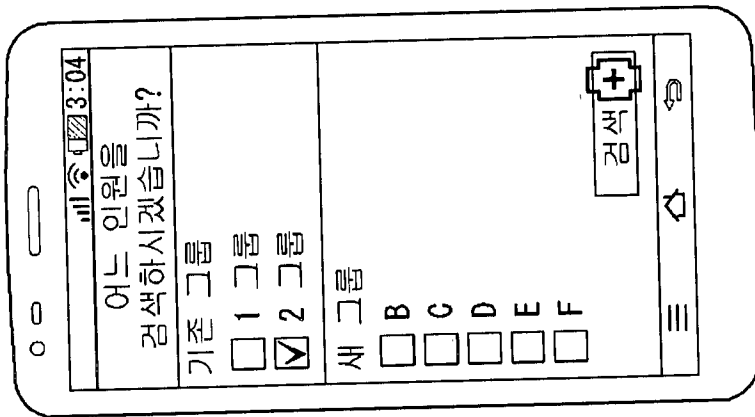 3:04
어느 인원을
검색하시겠습니까?
기존 그룹
1 그룹
2 그룹
새 그룹
B
C
D
E
F
검색